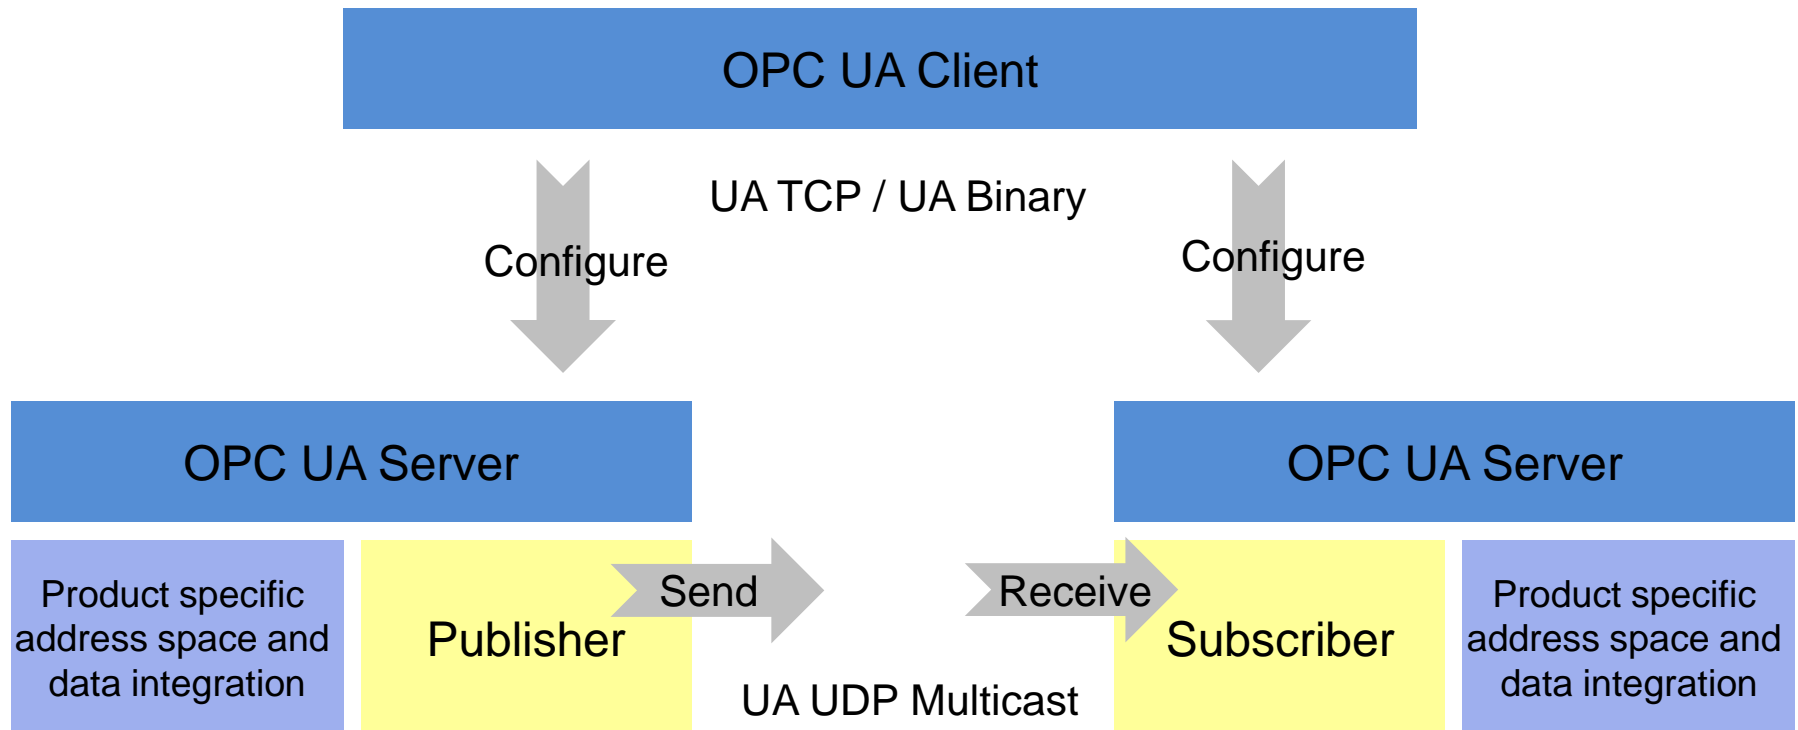 OPC UA Client
UA TCP / UA Binary
Configure
Configure
OPC UA Server
OPC UA Server
Product specific
address space and
data integration
Publisher
Send
Receive
Subscriber
Product specific
address space and
data integration
UA UDP Multicast